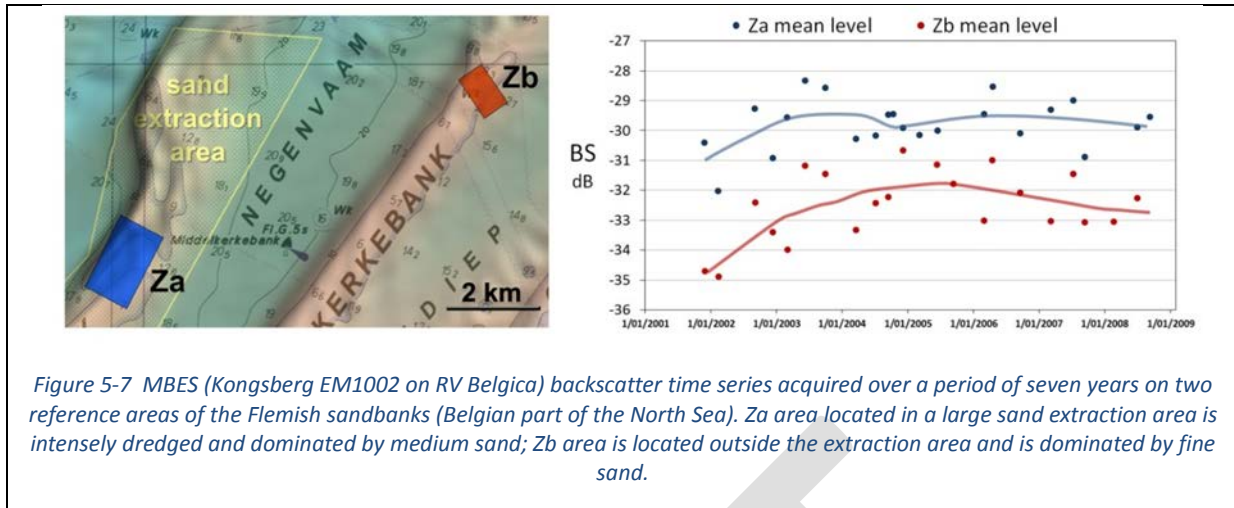 sand
extraction
area
NEGENVAAM
KERKEBANK
DIEP
Middelkerkebank
Fl.G.5s
Wk
Wk
Za
Zb
2 km
Za mean level
Zb mean level
BS
dB
-27
-28
-29
-30
-31
-32
-33
-34
-35
-36
1/01/2001 1/01/2002 1/01/2003 1/01/2004 1/01/2005 1/01/2006 1/01/2007 1/01/2008 1/01/2009
Figure 5-7 MBES (Kongsberg EM1002 on RV Belgica) backscatter time series acquired over a period of seven years on two
reference areas of the Flemish sandbanks (Belgian part of the North Sea). Za area located in a large sand extraction area is
intensely dredged and dominated by medium sand; Zb area is located outside the extraction area and is dominated by fine
sand.